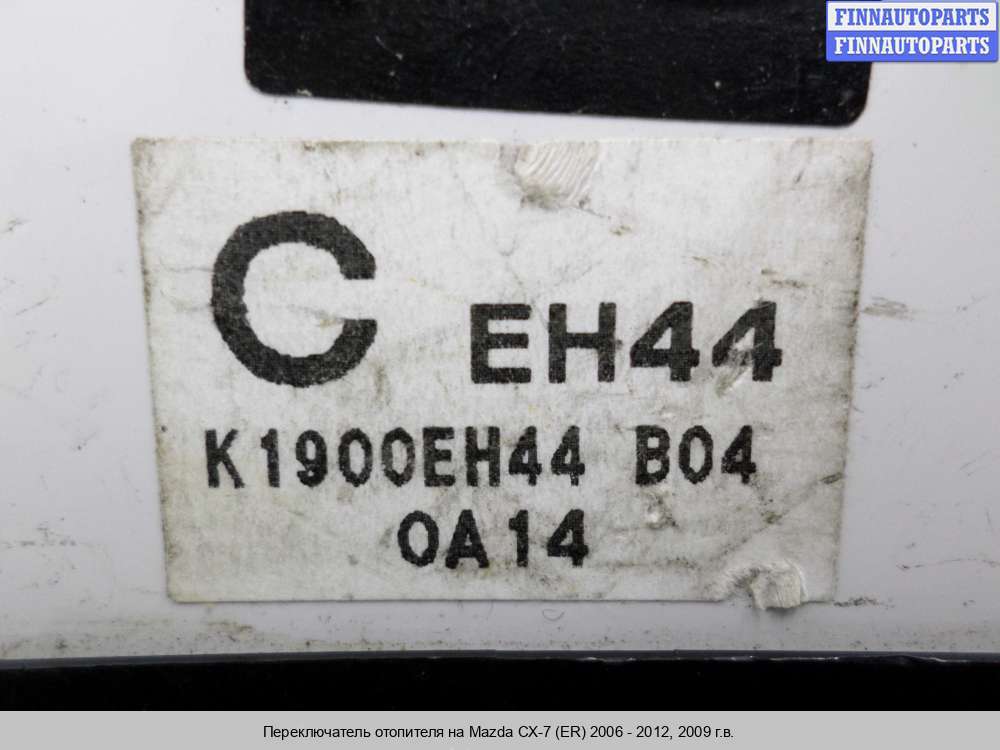 FINNAUTOPARTS
FINNAUTOPARTS
C EH44
K1900EH44 B04
0A14
Переключатель отопителя на Mazda CX-7 (ER) 2006 - 2012, 2009 г.в.